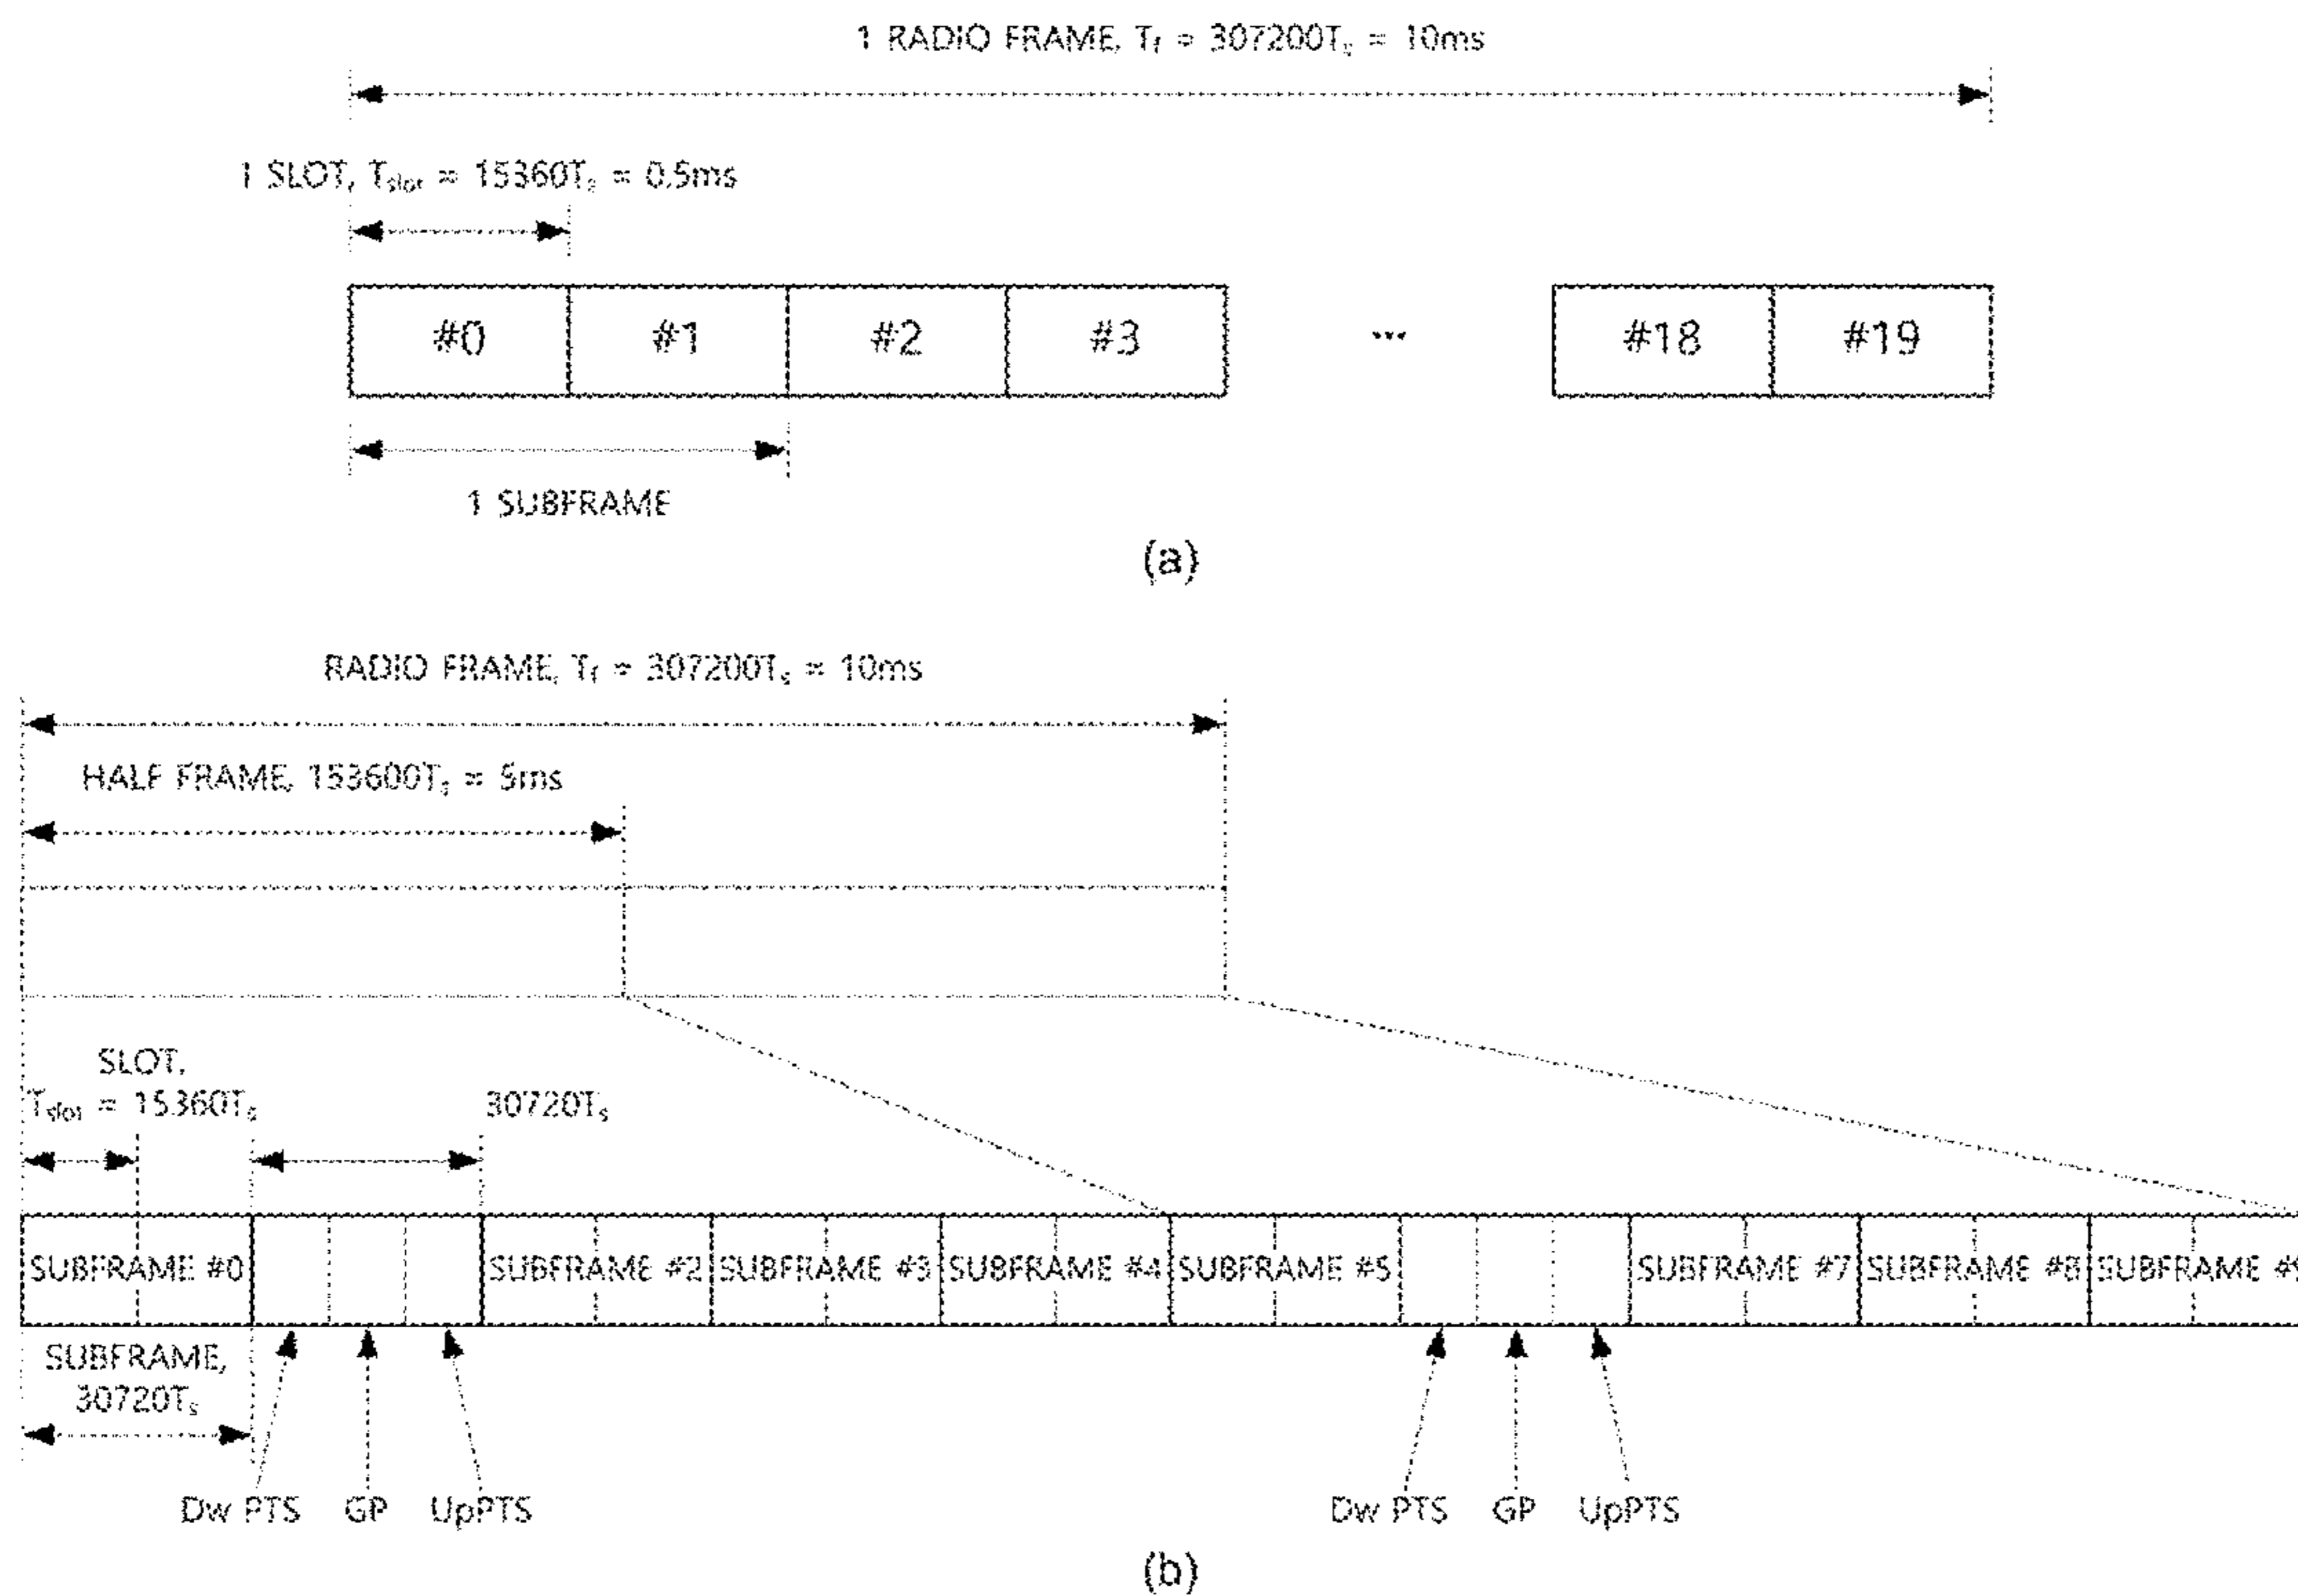 1 RADIO FRAME, Tf = 307200Ts = 10ms
1 SLOT, Tslot = 15360Ts = 0.5ms
#0 #1 #2 #3 ... #18 #19
1 SUBFRAME
(a)
RADIO FRAME, Tf = 307200Ts = 10ms
HALF FRAME, 153600Ts = 5ms
SLOT,
Tslot = 15360Ts
30720Ts
SUBFRAME #0 SUBFRAME #2 SUBFRAME #3 SUBFRAME #4 SUBFRAME #5 SUBFRAME #7 SUBFRAME #8 SUBFRAME #9
SUBFRAME,
30720Ts
Dw PTS GP UpPTS Dw PTS GP UpPTS
(b)